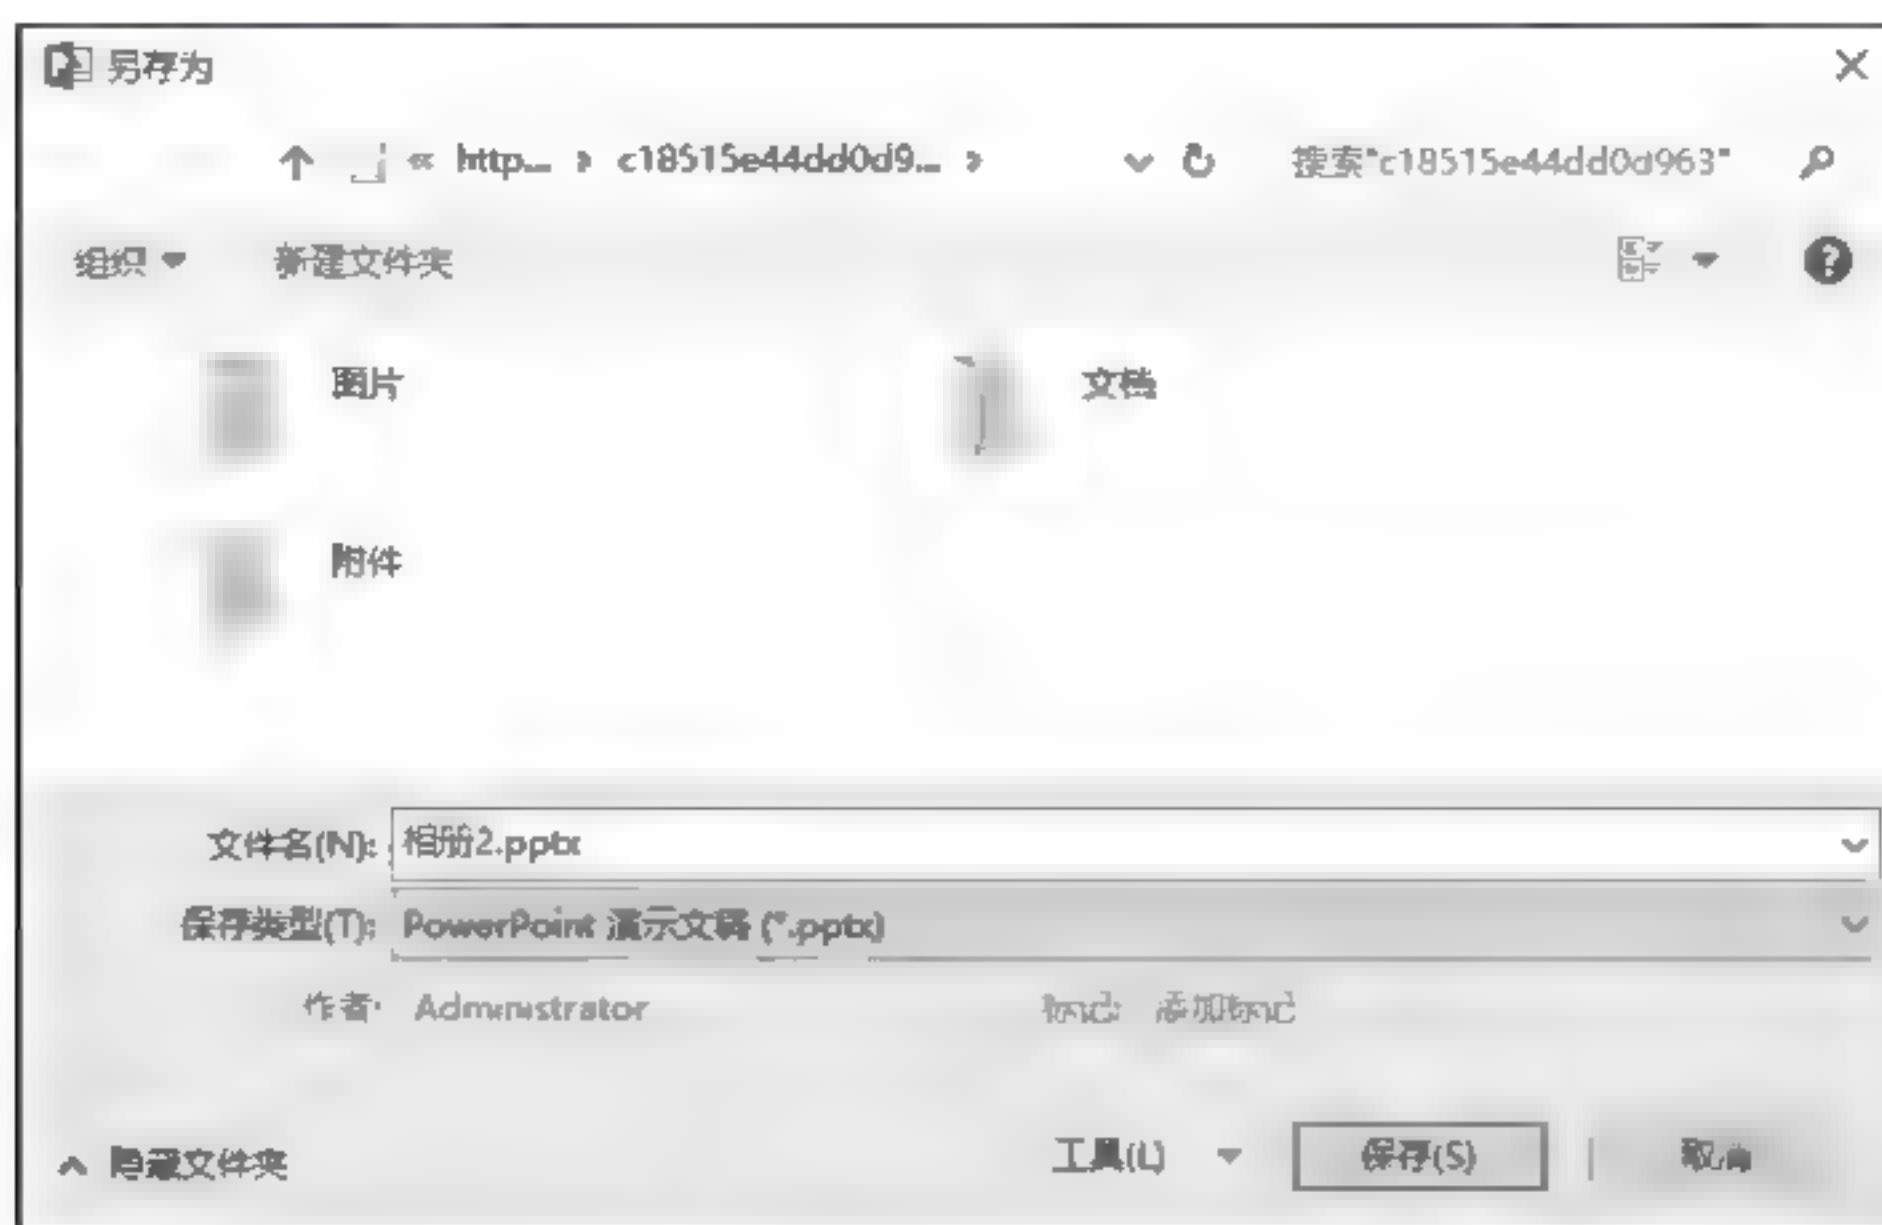 另存为
« http... › c18515e44dd0d9... › 搜索"c18515e44dd0d963"
组织 新建文件夹
图片 文档
附件
文件名(N): 相册2.pptx
保存类型(T): PowerPoint 演示文稿 (*.pptx)
作者: Administrator 标记: 添加标记
隐藏文件夹 工具(L) 保存(S) 取消